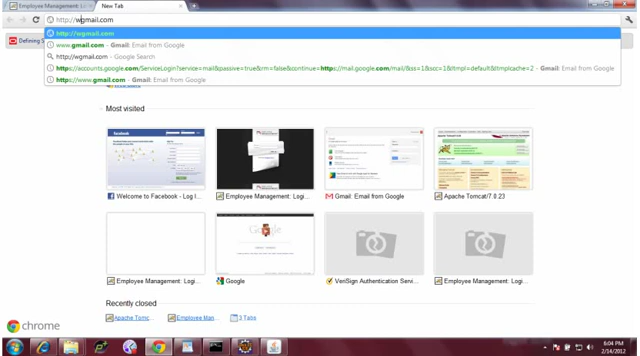 Employee Management: L
New Tab
http://wgmail.com
Defining S
http://wgmail.com
www.gmail.com - Gmail: Email from Google
http://wgmail.com - Google Search
https://accounts.google.com/ServiceLogin?service=mail&passive=true&rm=false&continue=https://mail.google.com/mail/&ss=1&scc=1&ltmpl=default&ltmplcache=2 - Gmail: Email from Google
https://www.gmail.com - Gmail: Email from Google
Most visited
Welcome to Facebook - Log I...
Employee Management: Logi...
Gmail: Email from Google
Apache Tomcat/7.0.23
Employee Management: Logi...
Google
VeriSign Authentication Servi...
Employee Management: Logi...
Recently closed
Apache Tomc...
Employee Man...
3 Tabs
chrome
8:04 PM
2/14/2012